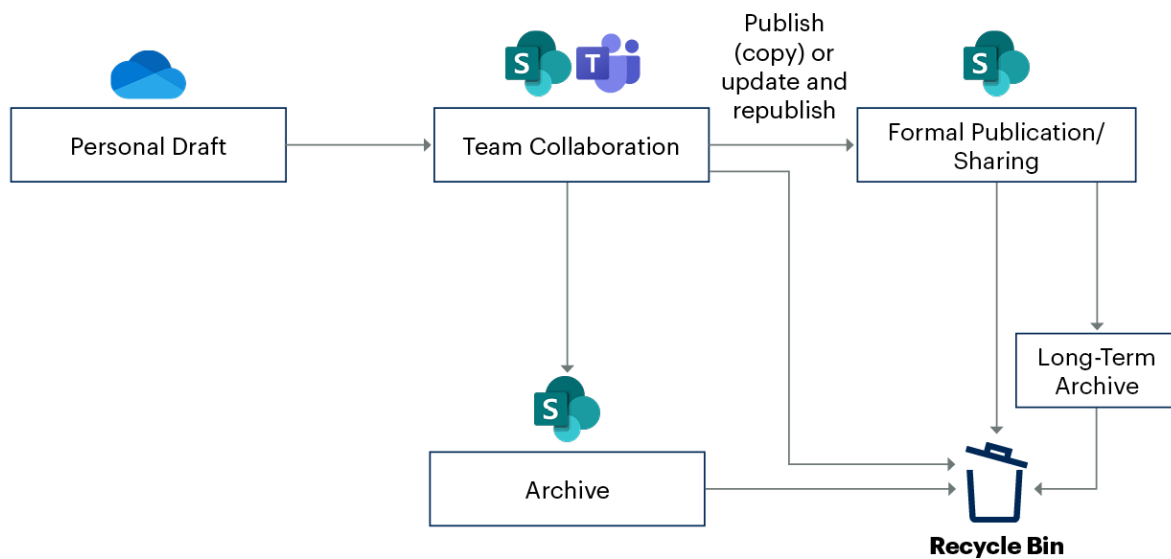 Publish
(copy) or
update and
republish
Personal Draft
S
T
Team Collaboration
S
Formal Publication/
Sharing
Long-Term
Archive
S
Archive
Recycle Bin